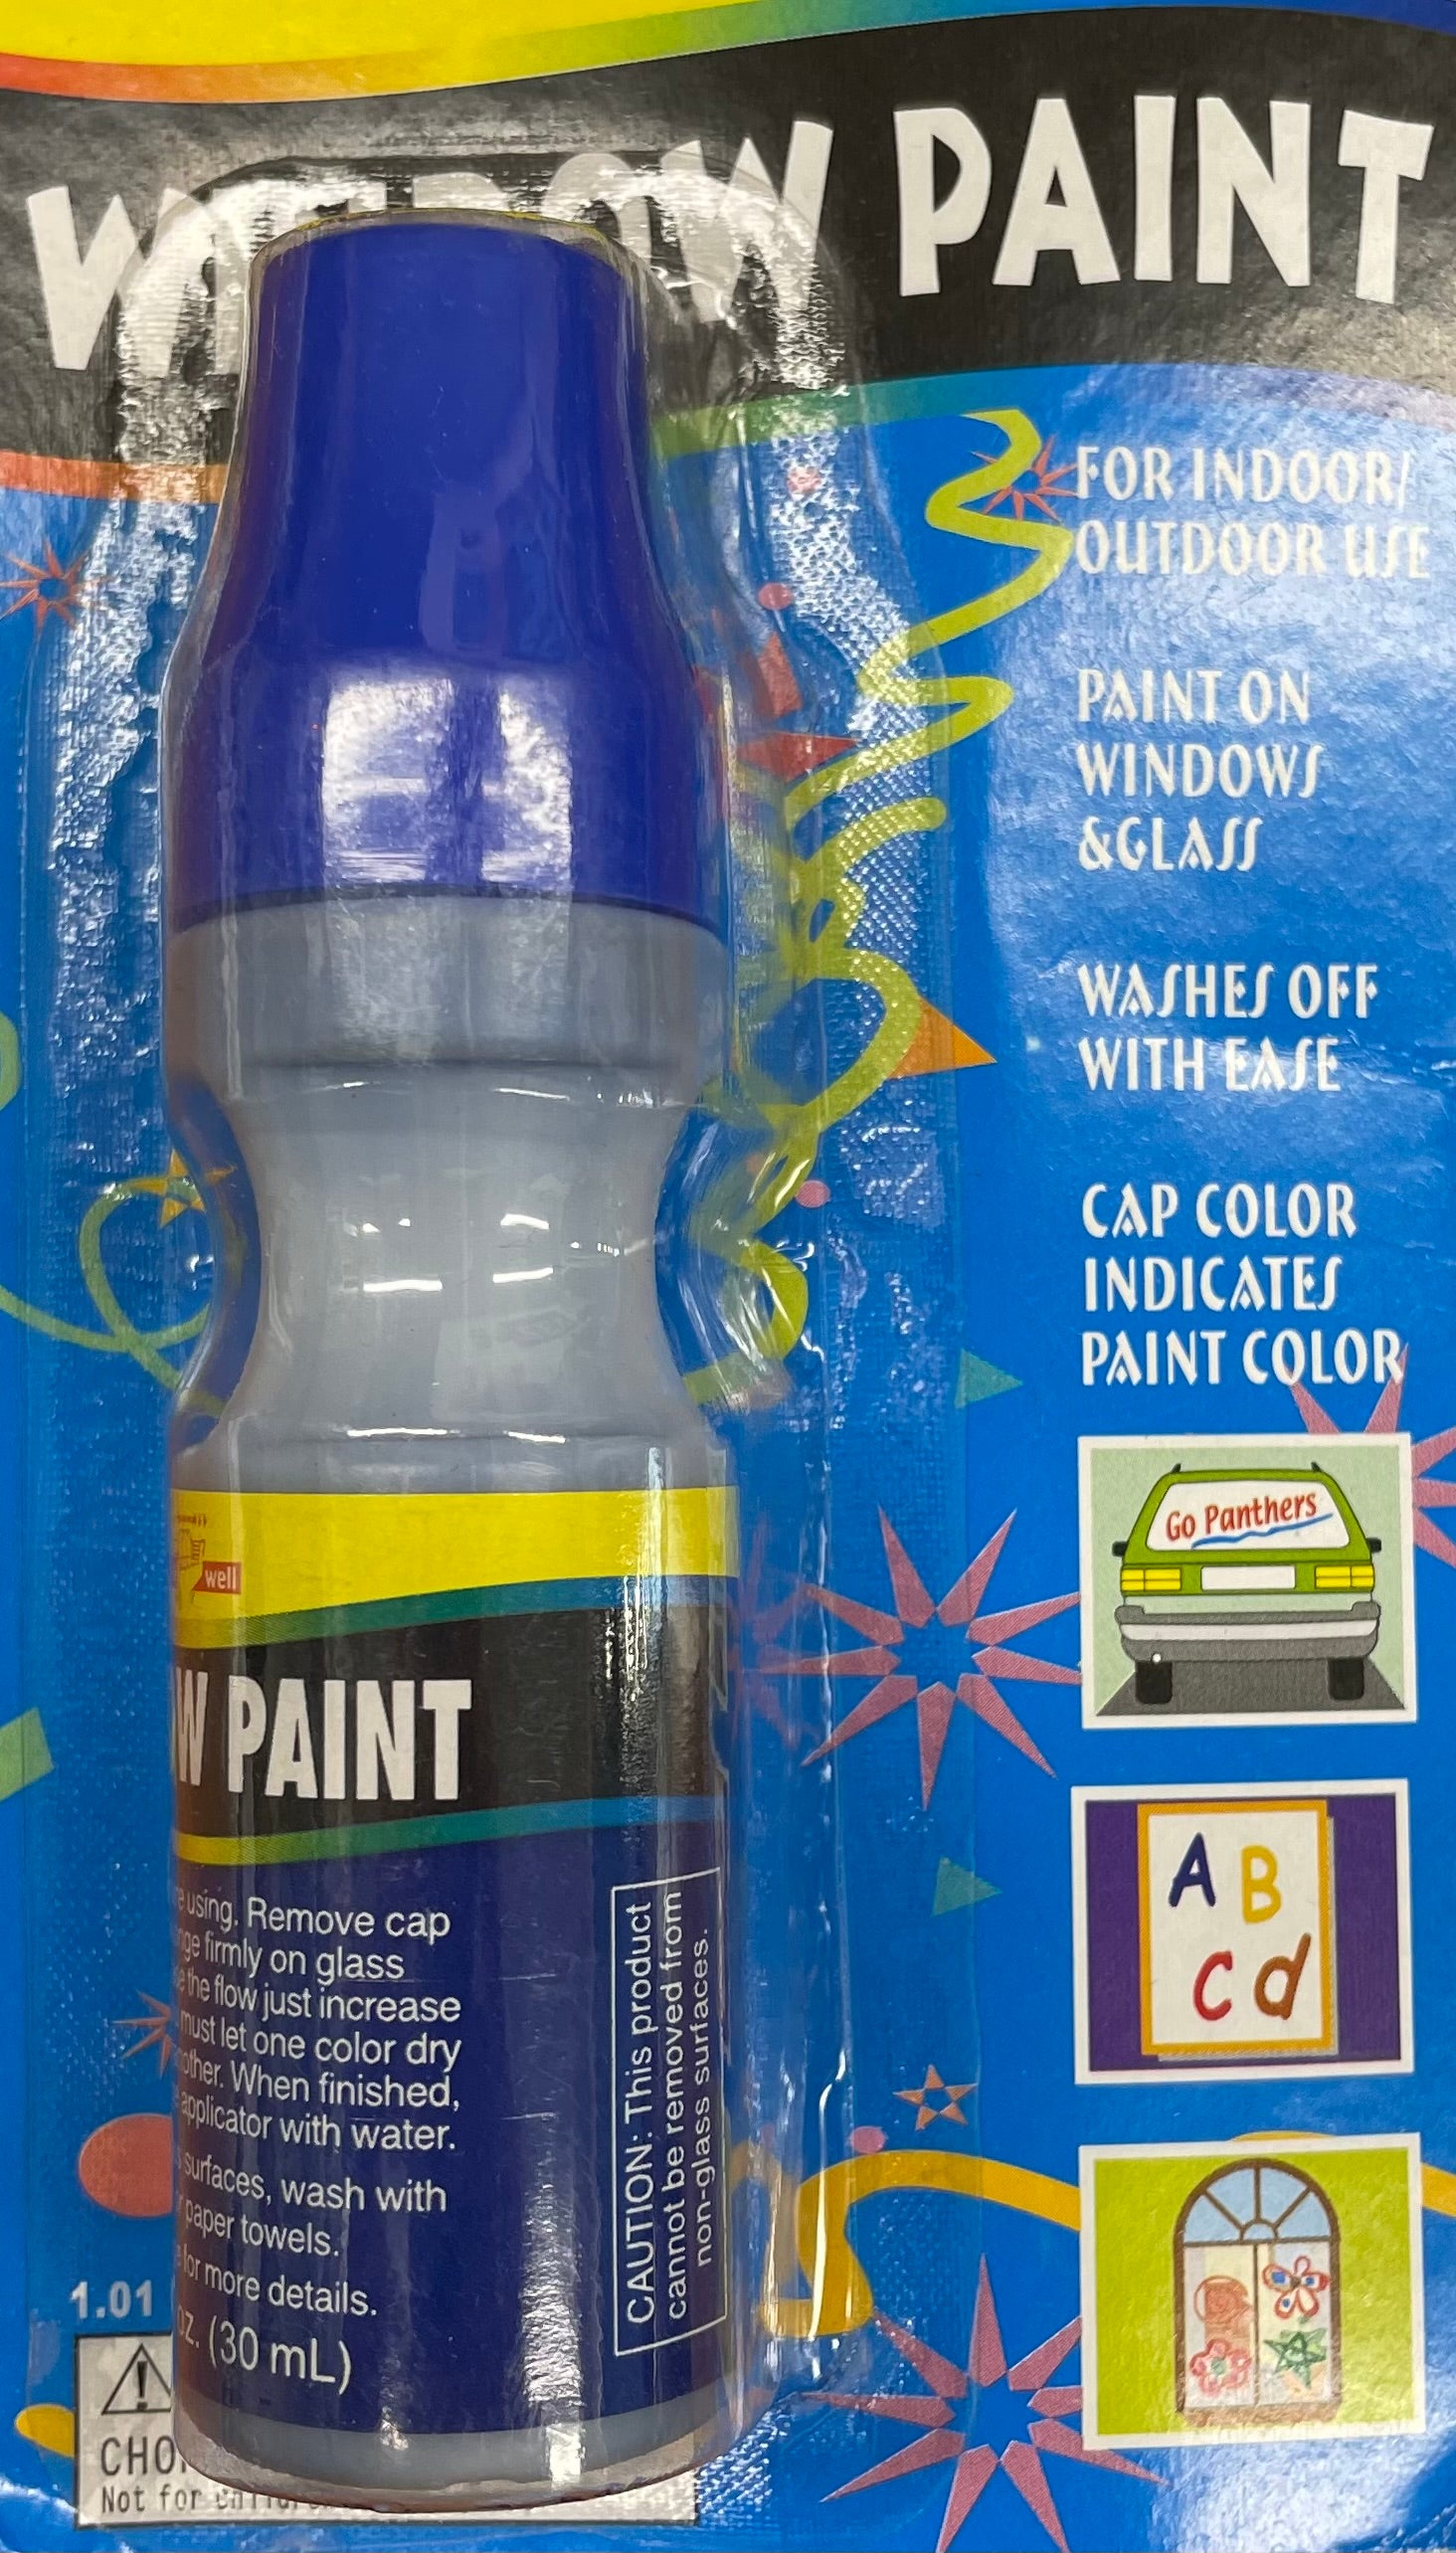 WINDOW PAINT
FOR INDOOR/
OUTDOOR USE
PAINT ON
WINDOWS
&GLASS
WASHES OFF
WITH EASE
CAP COLOR
INDICATES
PAINT COLOR
Go Panthers
A B
C d
well
W PAINT
using. Remove cap
firmly on glass
the flow just increase
must let one color dry
When finished,
applicator with water.
surfaces, wash with
paper towels.
for more details.
oz. (30 mL)
CAUTION: This product
cannot be removed from
non-glass surfaces.
1.01
CHO
Not for